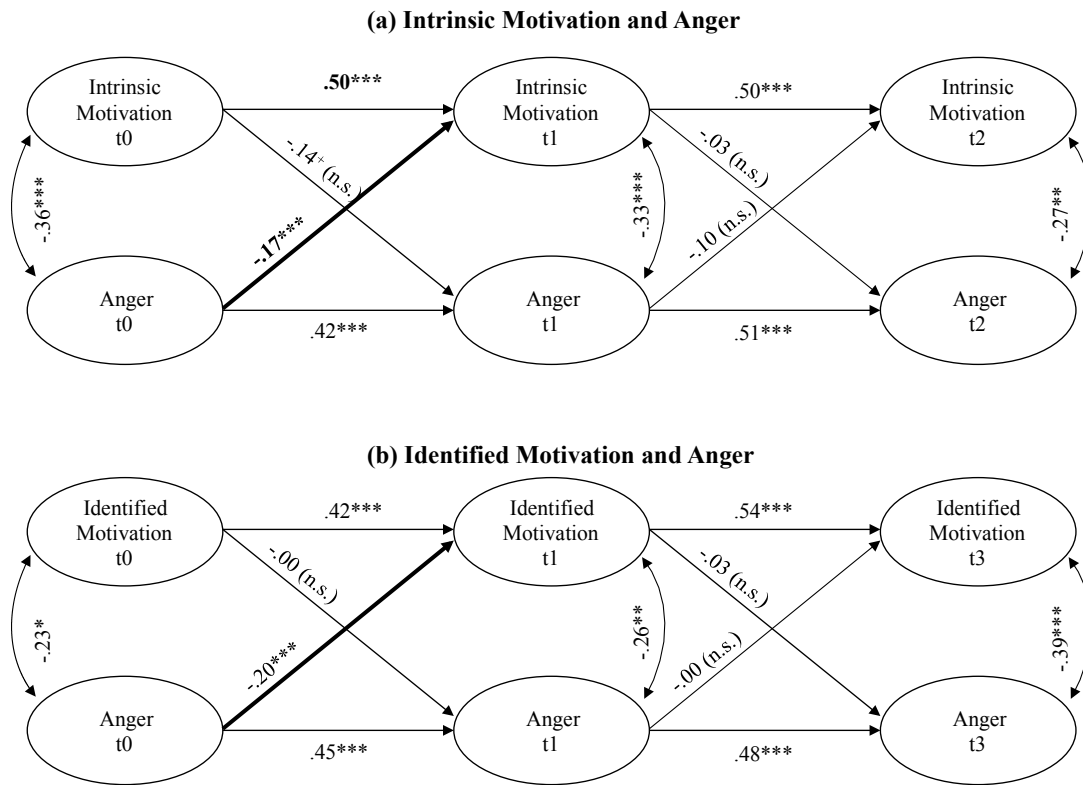 (a) Intrinsic Motivation and Anger
Intrinsic
Motivation
t0
.50***
Intrinsic
Motivation
t1
.50***
Intrinsic
Motivation
t2
-.14⁺ (n.s.)
-.03 (n.s.)
-.36***
-.33***
-.27**
-.17***
-.10 (n.s.)
Anger
t0
.42***
Anger
t1
.51***
Anger
t2
(b) Identified Motivation and Anger
Identified
Motivation
t0
.42***
Identified
Motivation
t1
.54***
Identified
Motivation
t3
-.00 (n.s.)
-.03 (n.s.)
-.23*
-.26**
-.39***
-.20***
-.00 (n.s.)
Anger
t0
.45***
Anger
t1
.48***
Anger
t3